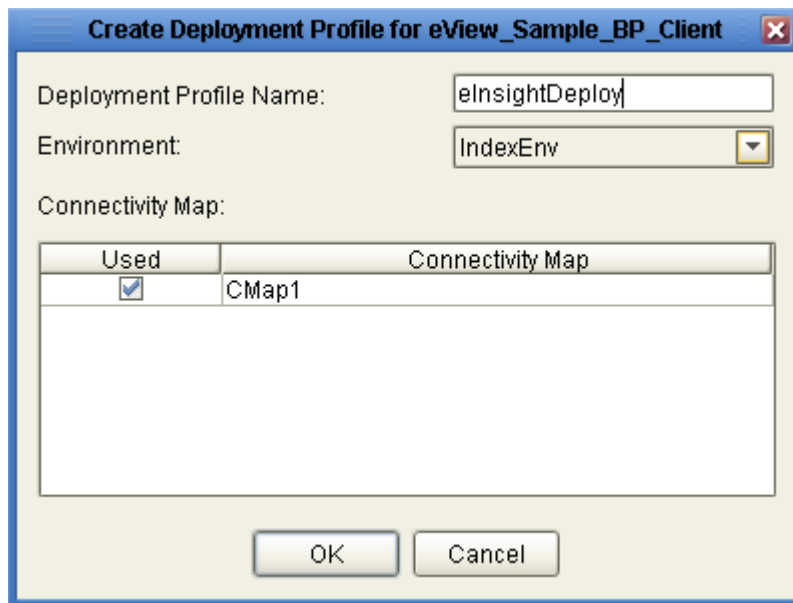 Create Deployment Profile for eView_Sample_BP_Client
Deployment Profile Name: eInsightDeploy
Environment: IndexEnv
Connectivity Map:
Used Connectivity Map
CMap1
OK Cancel